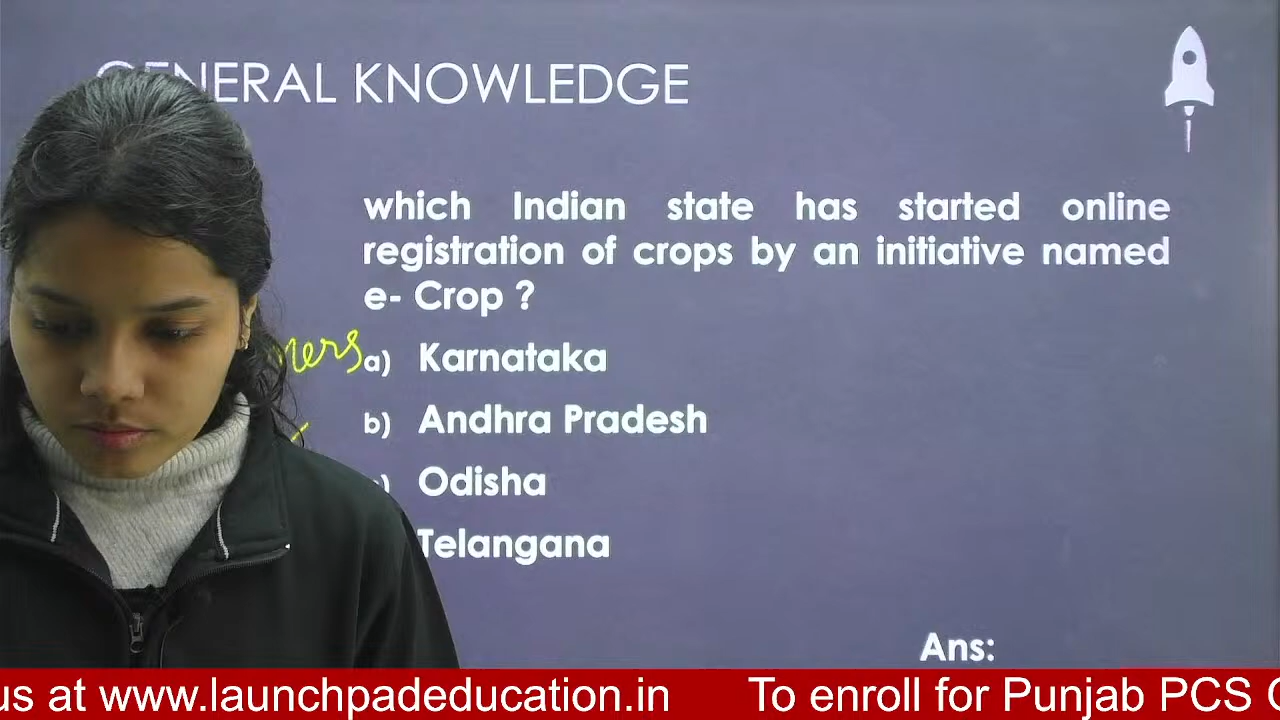 GENERAL KNOWLEDGE
which Indian state has started online
registration of crops by an initiative named
e- Crop ?
a) Karnataka
b) Andhra Pradesh
Odisha
Telangana
Ans:
us at www.launchpadeducation.in To enroll for Punjab PCS